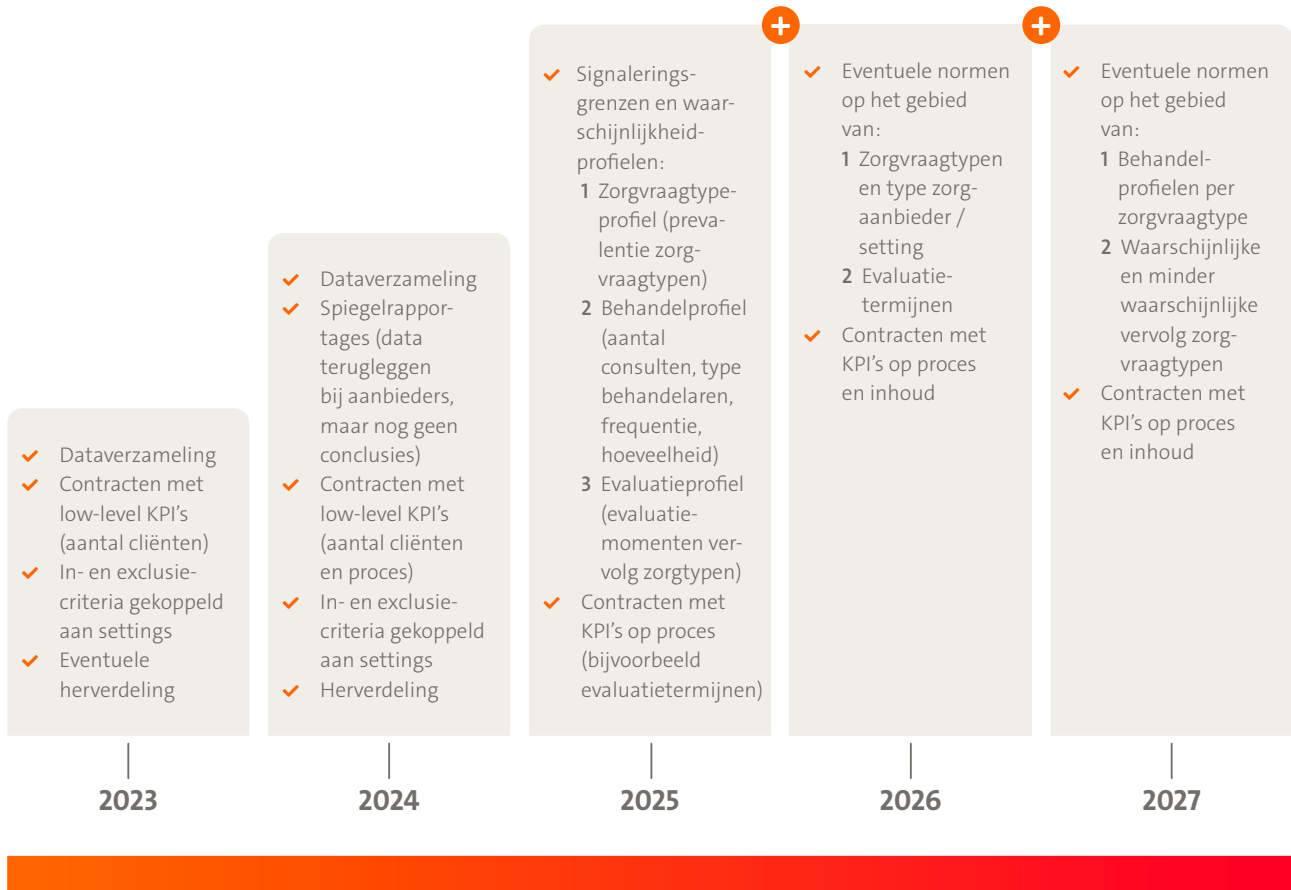 Dataverzameling
Contracten met
low-level KPI's
(aantal cliënten)
In- en exclusie-
criteria gekoppeld
aan settings
Eventuele
herverdeling
2023
Dataverzameling
Spiegelrappor-
tages (data
terugleggen
bij aanbieders,
maar nog geen
conclusies)
Contracten met
low-level KPI's
(aantal cliënten
en proces)
In- en exclusie-
criteria gekoppeld
aan settings
Herverdeling
2024
Signalerings-
grenzen en waar-
schijnlijkheid-
profielen:
1 Zorgvraagtype-
profiel (preva-
lentie zorg-
vraagtypen)
2 Behandelprofiel
(aantal
consulten, type
behandelaren,
frequentie,
hoeveelheid)
3 Evaluatieprofiel
(evaluatie-
momenten ver-
volg zorgtypen)
Contracten met
KPI's op proces
(bijvoorbeeld
evaluatietermijnen)
2025
+
Eventuele normen
op het gebied
van:
1 Zorgvraagtypen
en type zorg-
aanbieder /
setting
2 Evaluatie-
termijnen
Contracten met
KPI's op proces
en inhoud
2026
+
Eventuele normen
op het gebied
van:
1 Behandel-
profielen per
zorgvraagtype
2 Waarschijnlijke
en minder
waarschijnlijke
vervolg zorg-
vraagtypen
Contracten met
KPI's op proces
en inhoud
2027